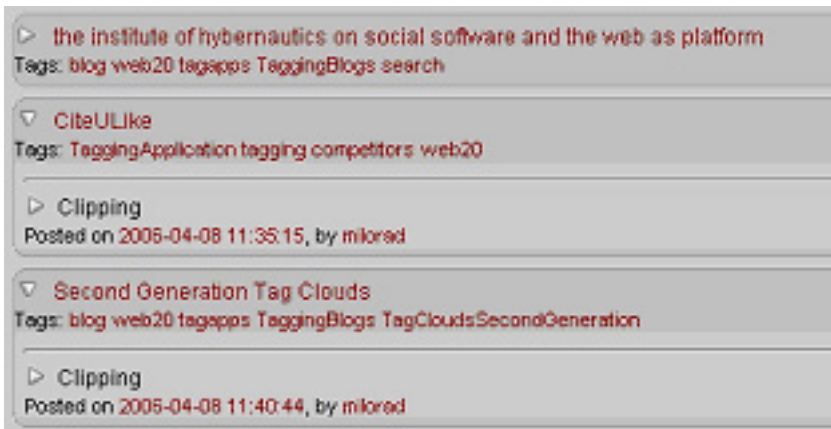 the institute of hybernautics on social software and the web as platform
Tags: blog web20 tagapps TaggingBlogs search
CiteULike
Tags: TaggingApplication tagging competitors web20
Clipping
Posted on 2006-04-08 11:35:15, by milorad
Second Generation Tag Clouds
Tags: blog web20 tagapps TaggingBlogs TagCloudsSecondGeneration
Clipping
Posted on 2006-04-08 11:40:44, by milorad